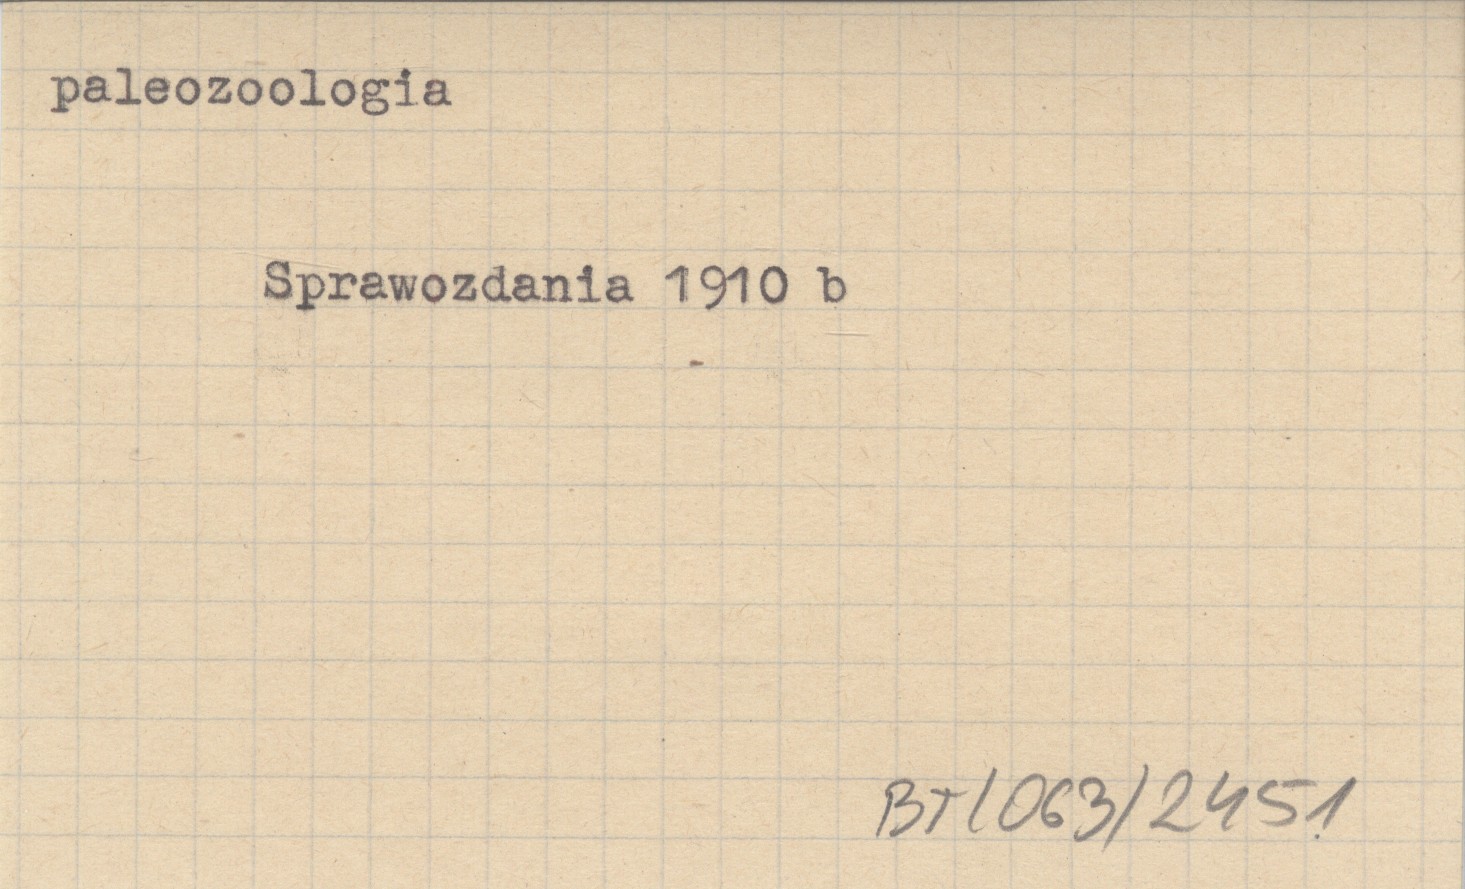 paleozoologia
Sprawozdania 1910 b
BT/063/2451